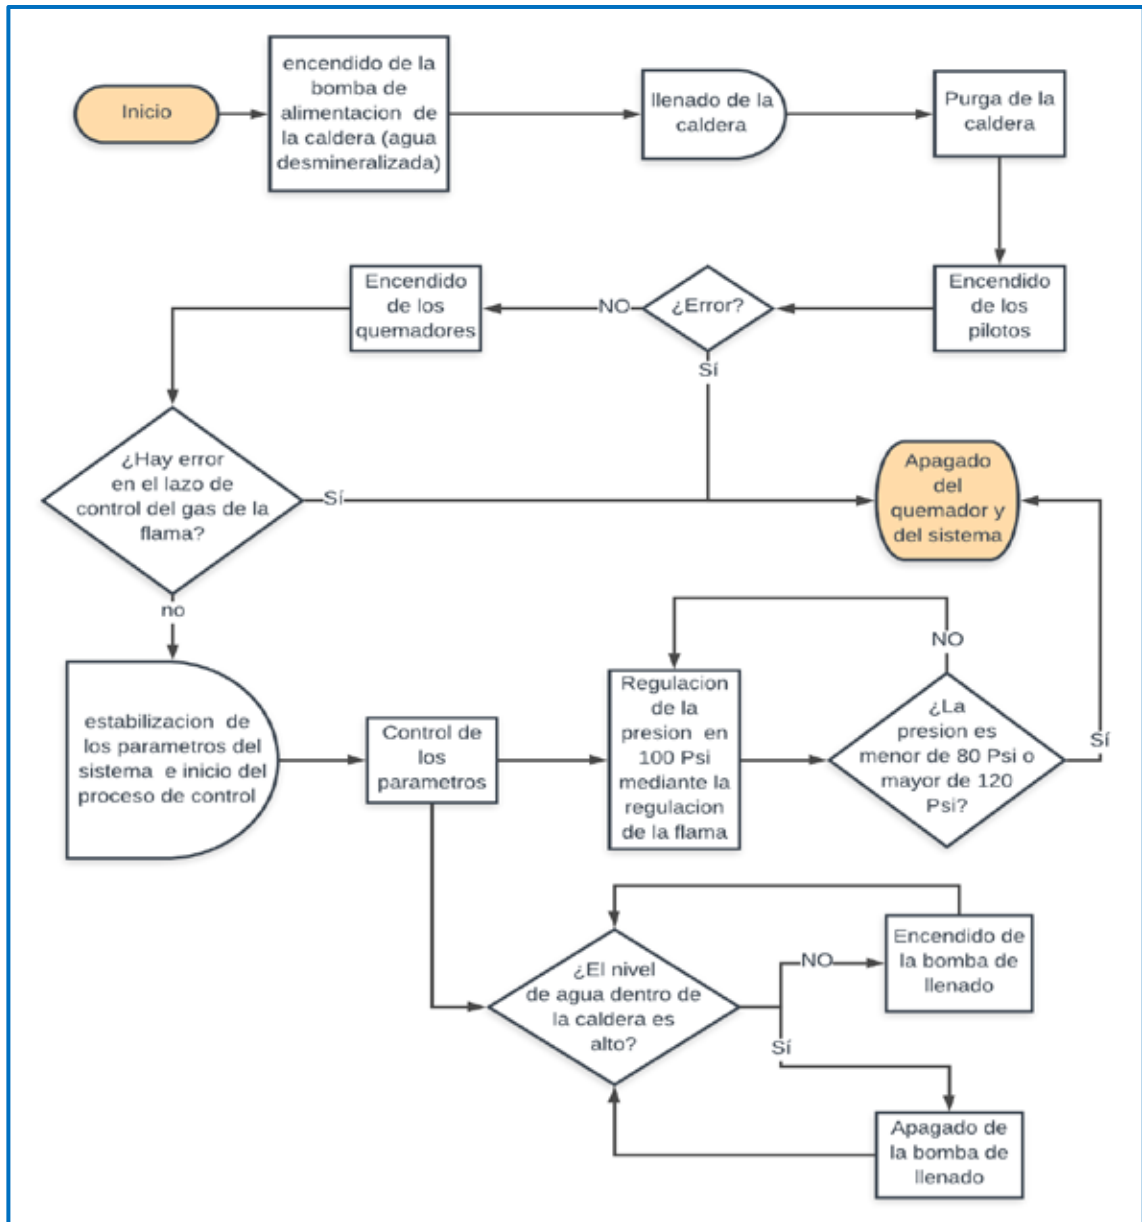 Inicio
encendido de la
bomba de
alimentacion de
la caldera (agua
desmineralizada)
llenado de la
caldera
Purga de la
caldera
Encendido
de los
pilotos
¿Error?
NO
Sí
Encendido
de los
quemadores
¿Hay error
en el lazo de
control del gas de la
flama?
Sí
no
Apagado
del
quemador y
del sistema
estabilizacion de
los parametros del
sistema e inicio del
proceso de control
Control de
los
parametros
Regulacion
de la
presion en
100 Psi
mediante la
regulacion
de la flama
¿La
presion es
menor de 80 Psi o
mayor de 120
Psi?
NO
Sí
¿El nivel
de agua dentro de
la caldera es
alto?
NO
Sí
Encendido de
la bomba de
llenado
Apagado de
la bomba de
llenado